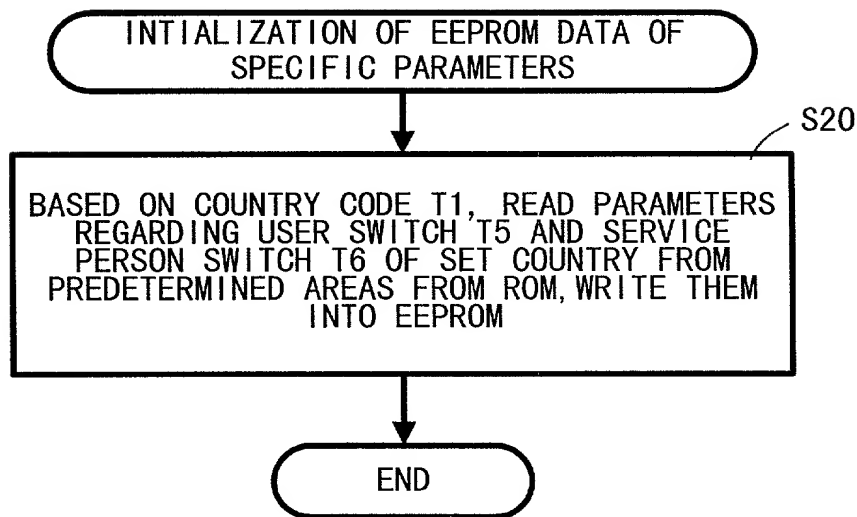 INTIALIZATION OF EEPROM DATA OF
SPECIFIC PARAMETERS
S20
BASED ON COUNTRY CODE T1, READ PARAMETERS
REGARDING USER SWITCH T5 AND SERVICE
PERSON SWITCH T6 OF SET COUNTRY FROM
PREDETERMINED AREAS FROM ROM, WRITE THEM
INTO EEPROM
END